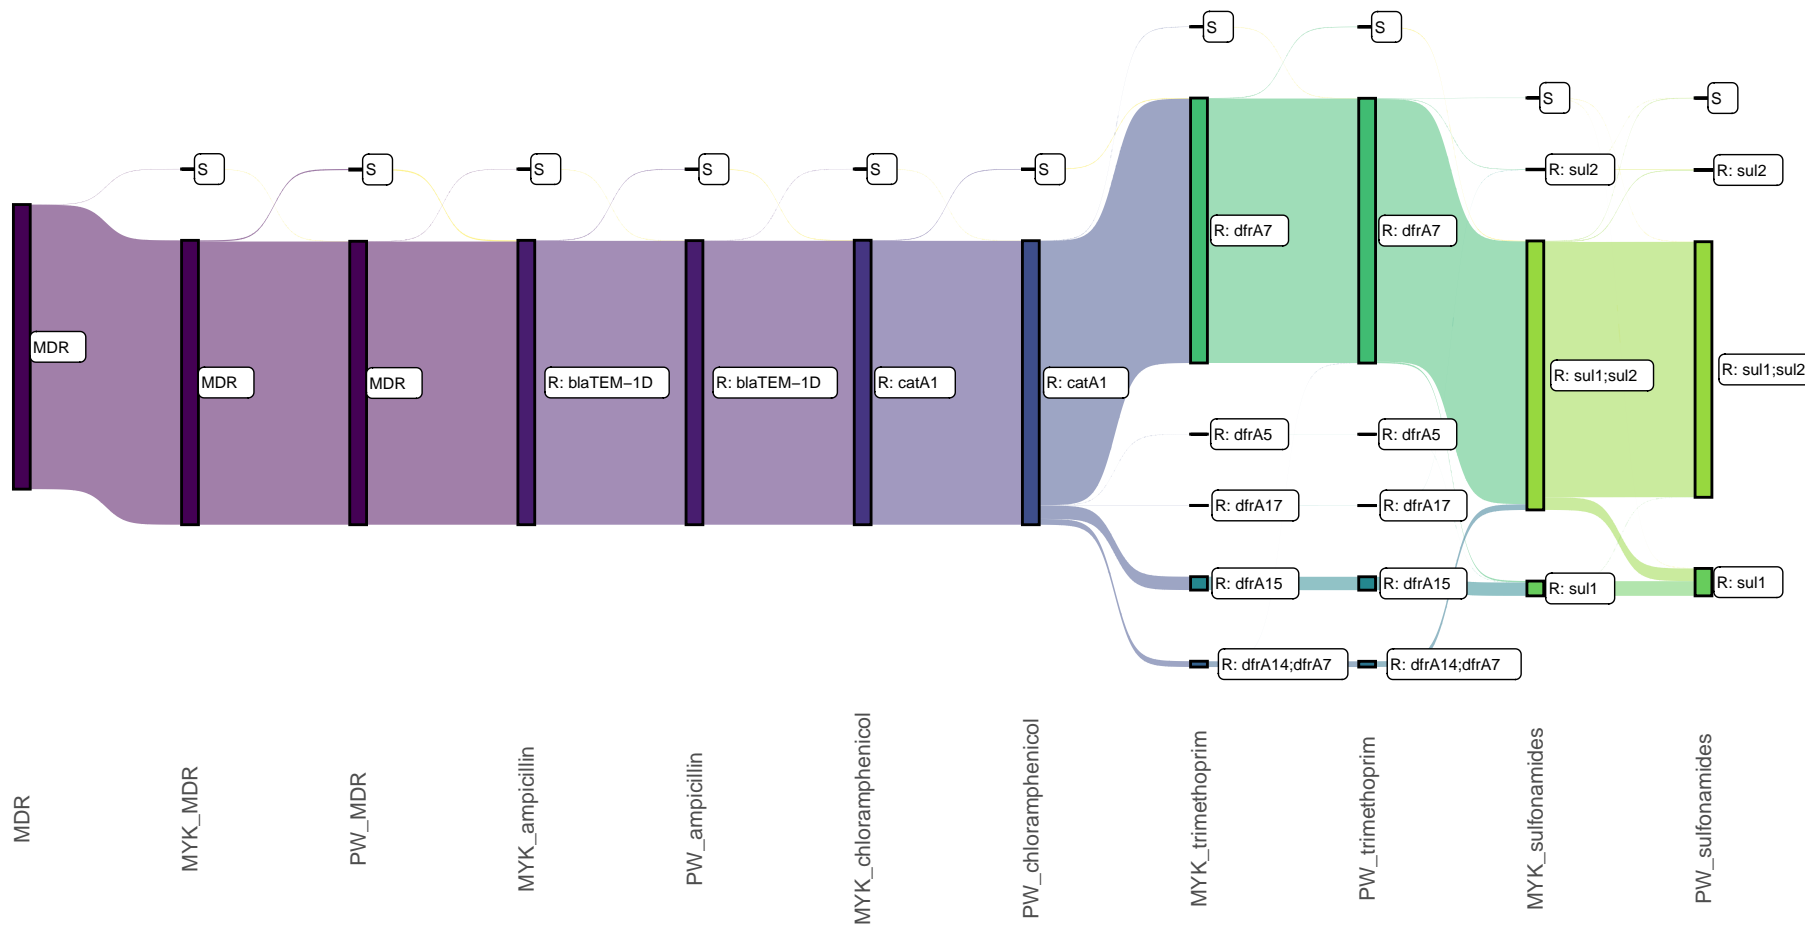 S
S
S
S
S
S
S
S
S
S
S
R: sul2
R: sul2
R: dfrA7
R: dfrA7
MDR
MDR
MDR
R: blaTEM−1D
R: blaTEM−1D
R: catA1
R: catA1
R: sul1;sul2
R: sul1;sul2
R: dfrA5
R: dfrA5
R: dfrA17
R: dfrA17
R: dfrA15
R: dfrA15
R: sul1
R: sul1
R: dfrA14;dfrA7
R: dfrA14;dfrA7
MDR
MYK_MDR
PW_MDR
MYK_ampicillin
PW_ampicillin
MYK_chloramphenicol
PW_chloramphenicol
MYK_trimethoprim
PW_trimethoprim
MYK_sulfonamides
PW_sulfonamides